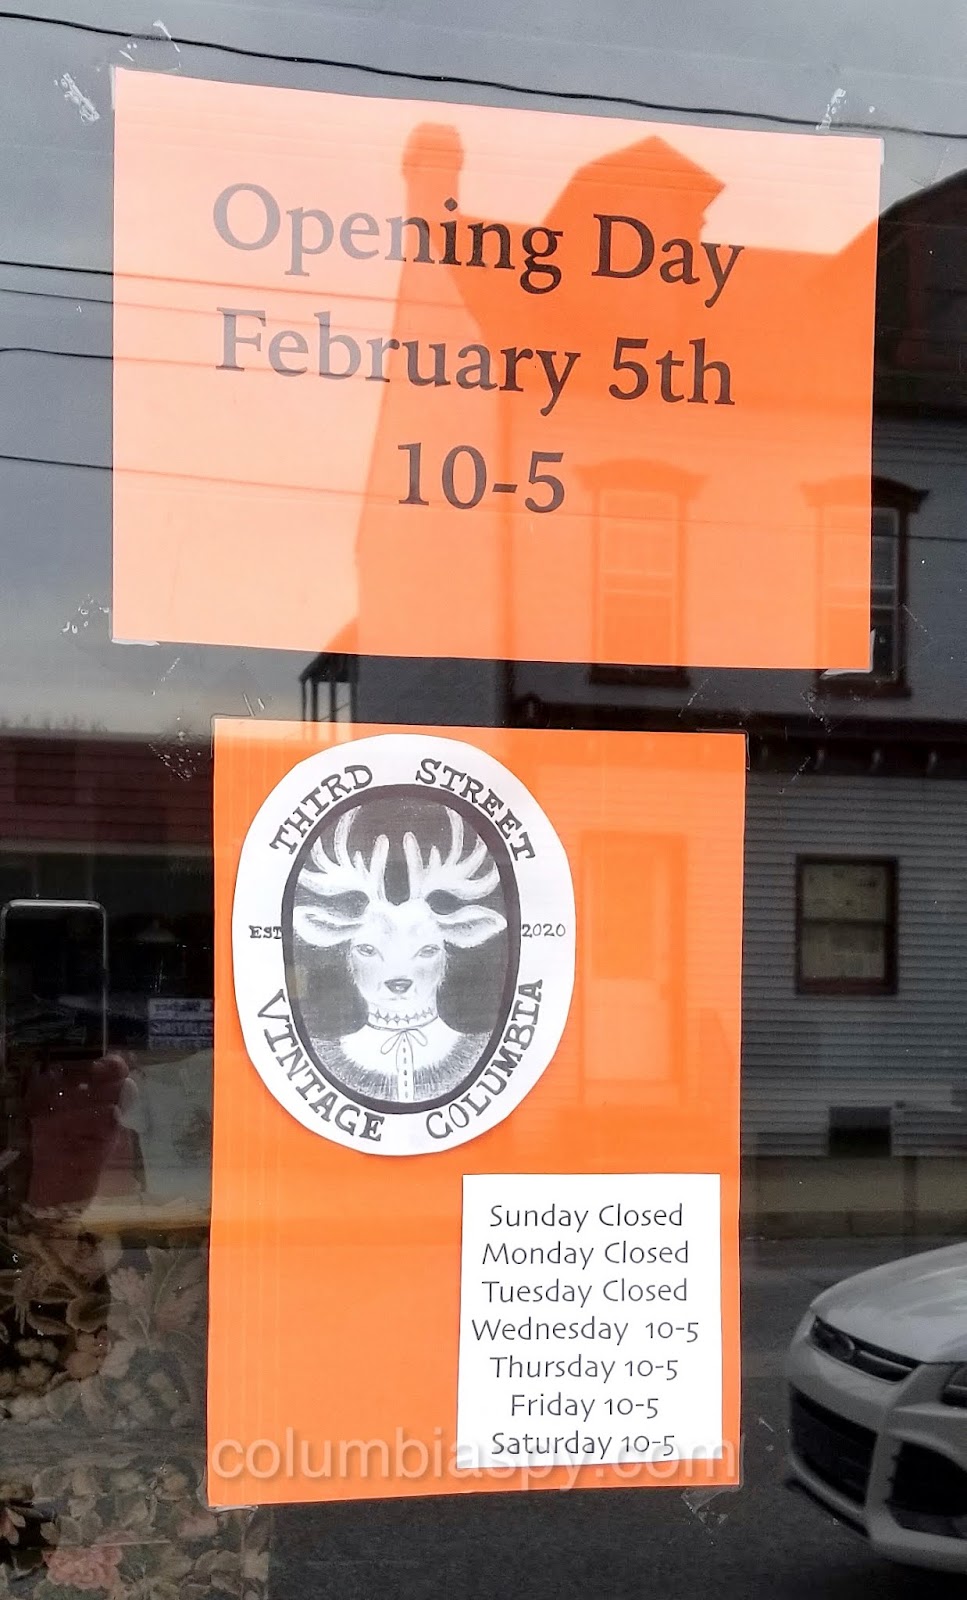 Opening Day
February 5th
10-5
THIRD STREET
EST 2020
VINTAGE COLUMBIA
Sunday Closed
Monday Closed
Tuesday Closed
Wednesday 10-5
Thursday 10-5
Friday 10-5
Saturday 10-5
columbiaspy.com